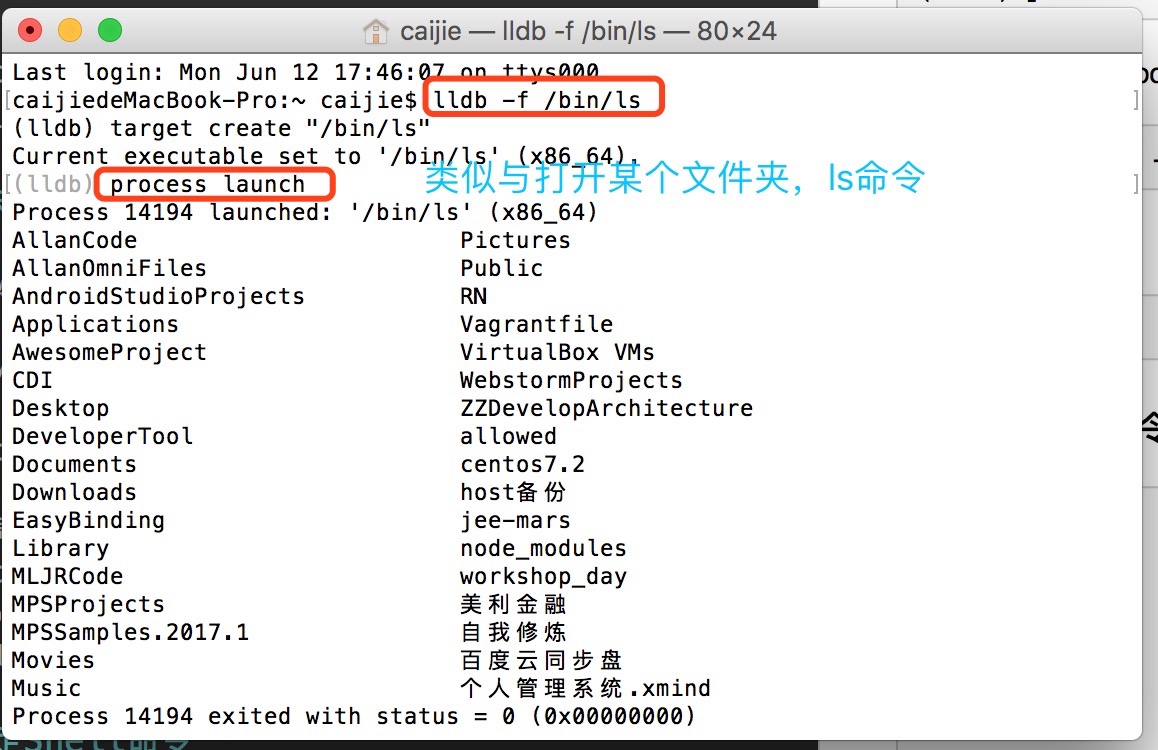 caijie — lldb -f /bin/ls — 80×24
Last login: Mon Jun 12 17:46:07 on ttys000
[caijiedeMacBook-Pro:~ caijie$ lldb -f /bin/ls ]
(lldb) target create "/bin/ls"
Current executable set to '/bin/ls' (x86_64).
类似与打开某个文件夹，ls命令
[(lldb) process launch ]
Process 14194 launched: '/bin/ls' (x86_64)
AllanCode Pictures
AllanOmniFiles Public
AndroidStudioProjects RN
Applications Vagrantfile
AwesomeProject VirtualBox VMs
CDI WebstormProjects
Desktop ZZDevelopArchitecture
DeveloperTool allowed
Documents centos7.2
Downloads host备份
EasyBinding jee-mars
Library node_modules
MLJRCode workshop_day
MPSProjects 美利金融
MPSSamples.2017.1 自我修炼
Movies 百度云同步盘
Music 个人管理系统.xmind
Process 14194 exited with status = 0 (0x00000000)